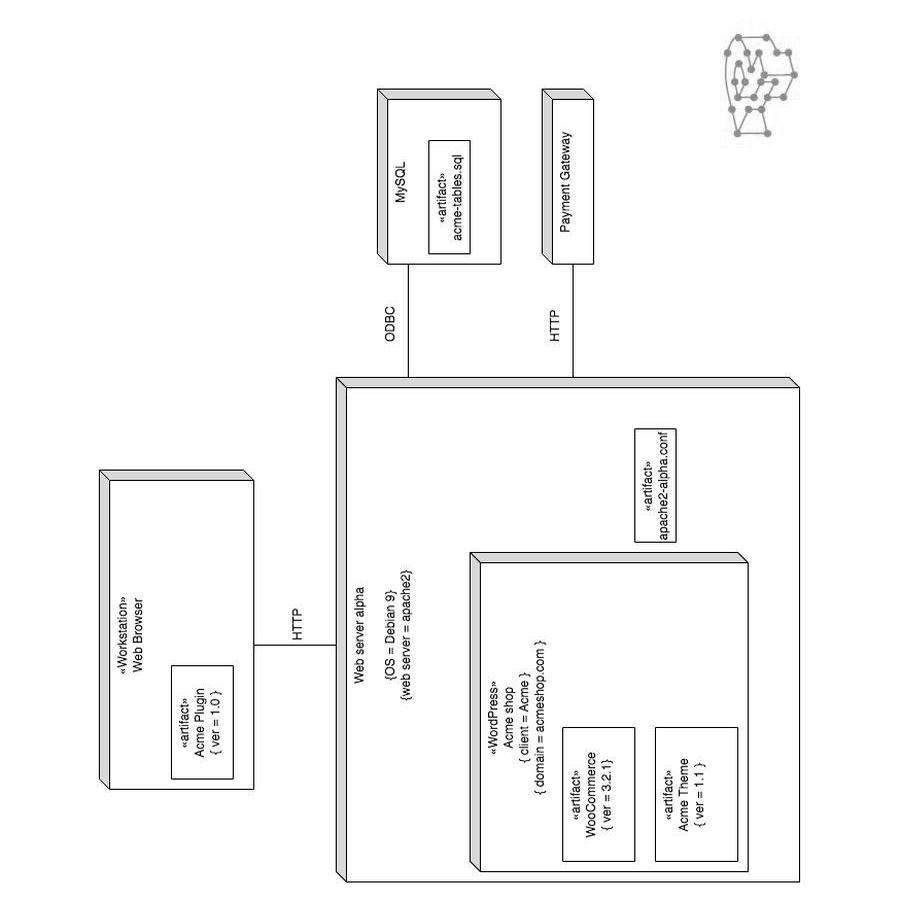 «Workstation»
Web Browser
«artifact»
Acme Plugin
{ ver = 1.0 }
HTTP
Web server alpha
{OS = Debian 9}
{web server = apache2}
«WordPress»
Acme shop
{ client = Acme }
{ domain = acmeshop.com }
«artifact»
WooCommerce
{ ver = 3.2.1}
«artifact»
Acme Theme
{ ver = 1.1 }
«artifact»
apache2-alpha.conf
ODBC
MySQL
«artifact»
acme-tables.sql
HTTP
Payment Gateway